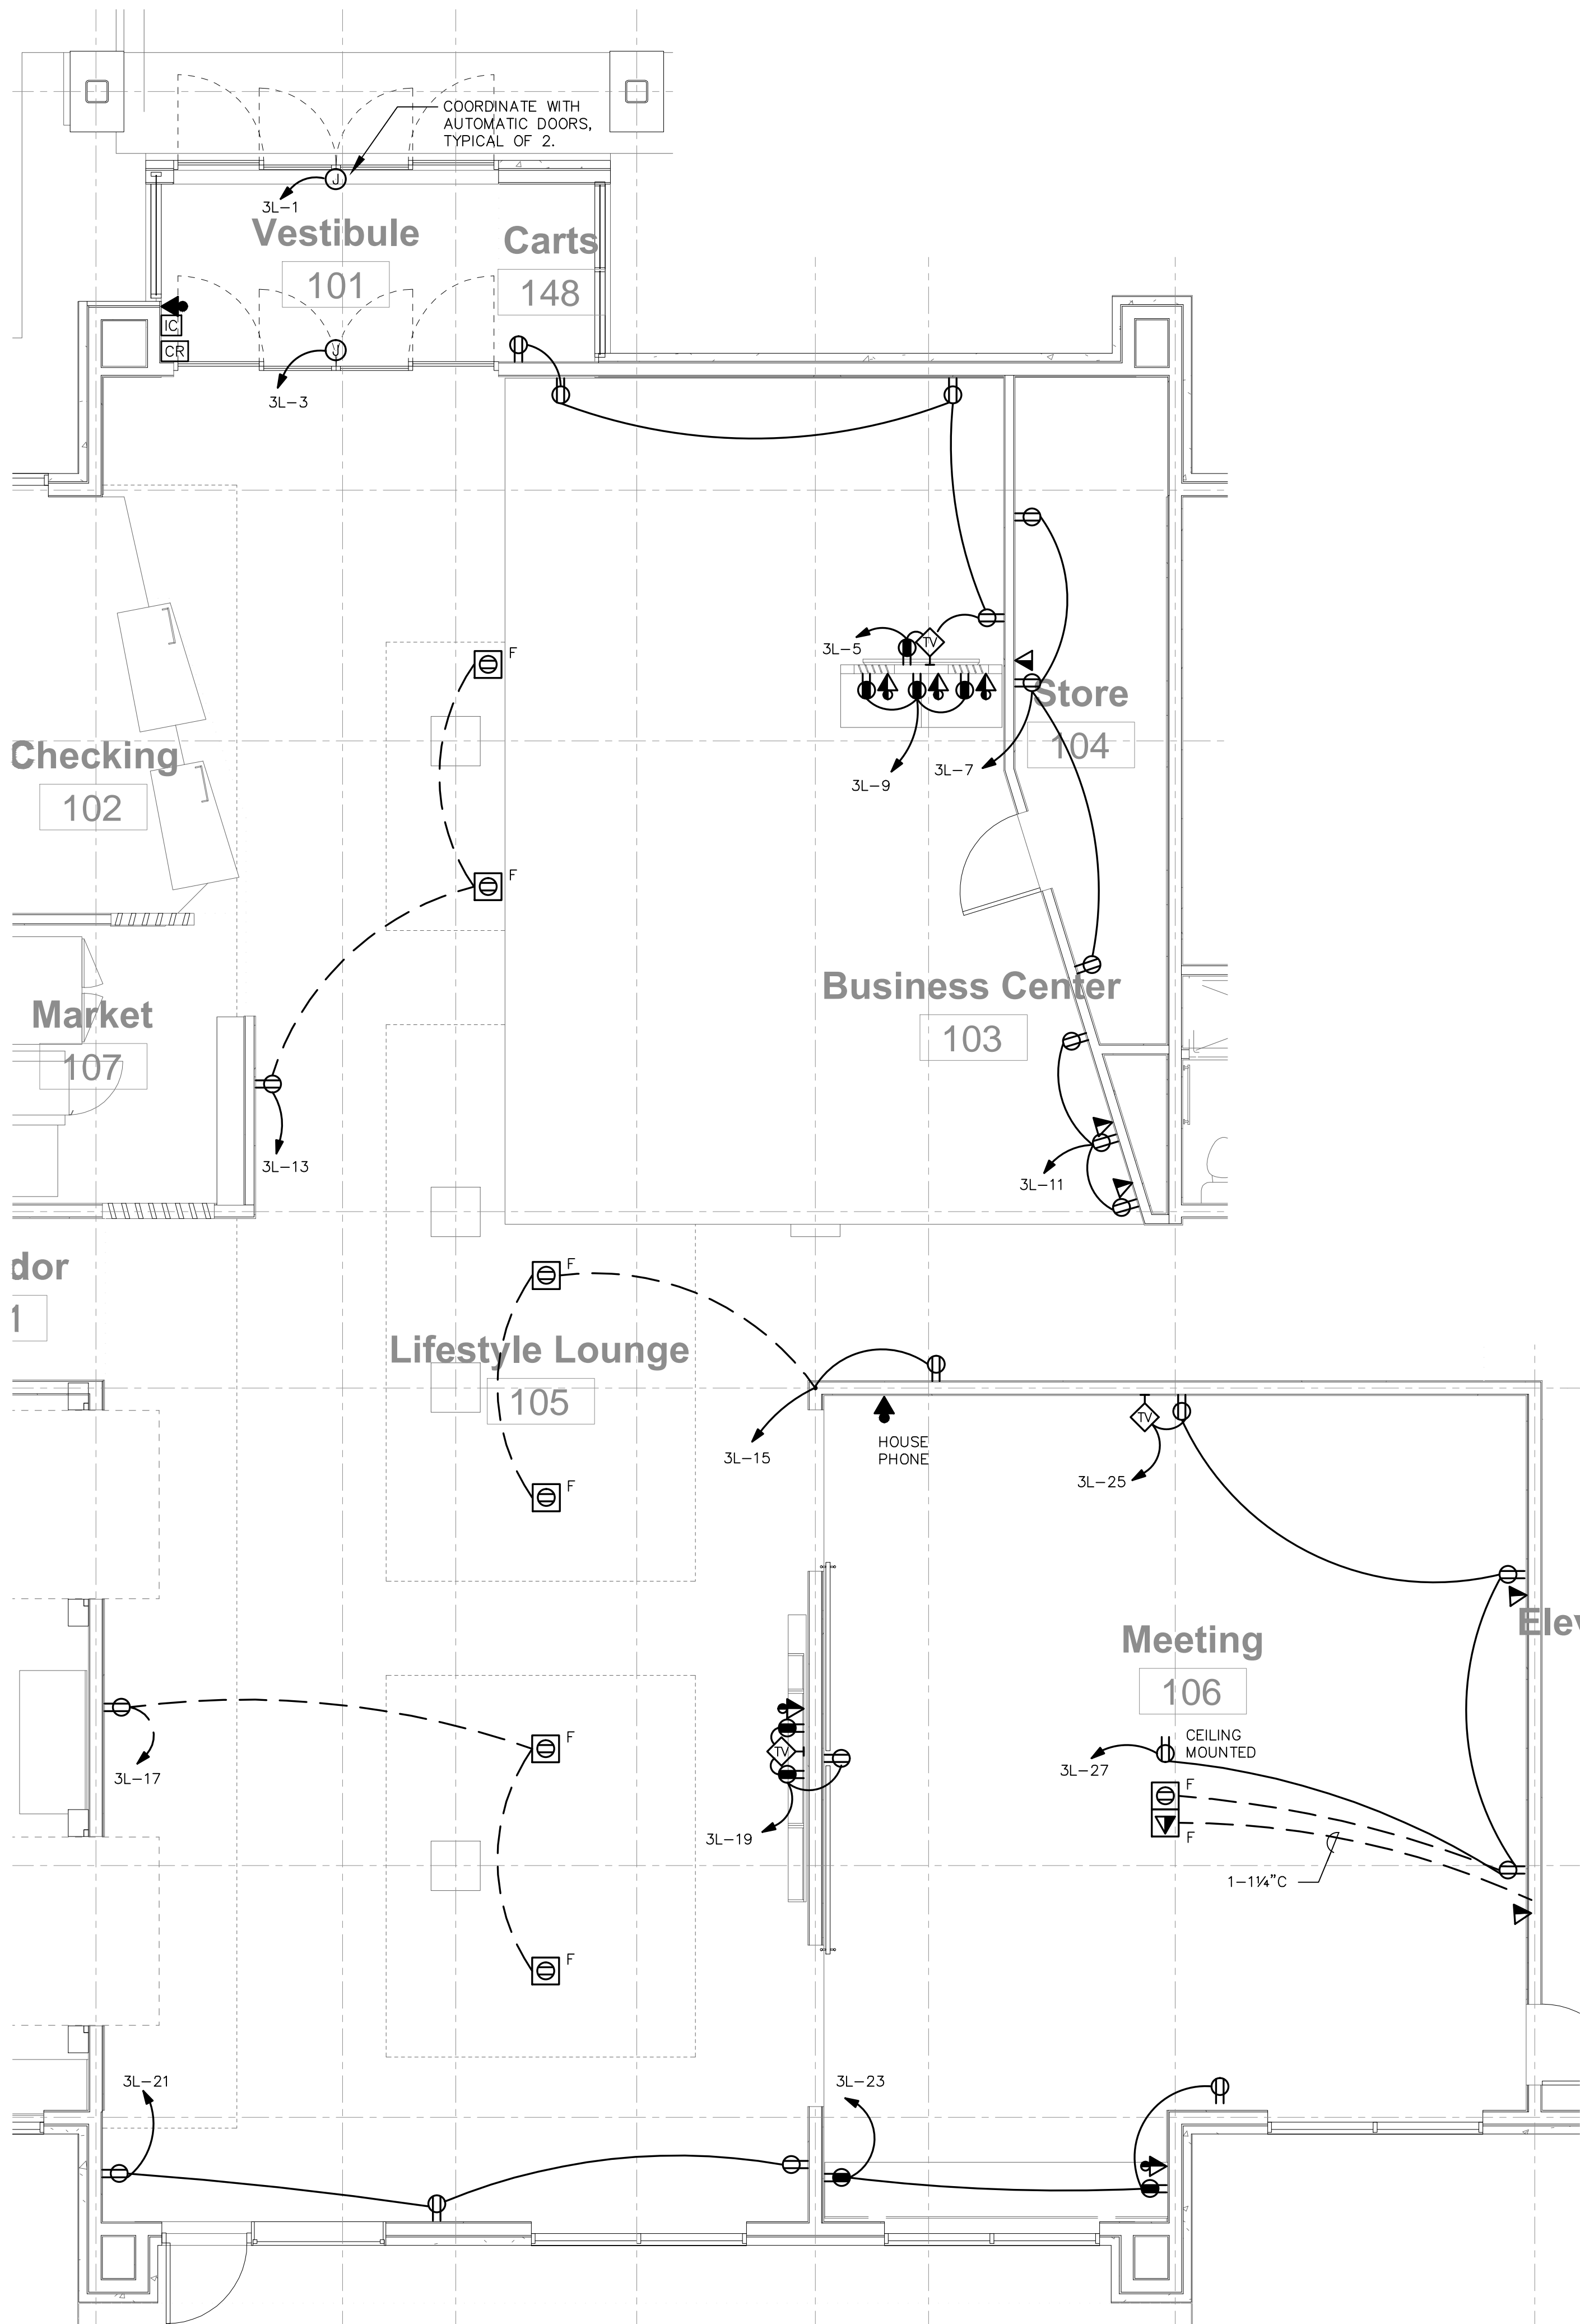 COORDINATE WITH
AUTOMATIC DOORS,
TYPICAL OF 2.
J
3L-1
Vestibule
101
Carts
148
IC
CR
J
3L-3
3L-5
TV
Store
104
3L-9
3L-7
F
Checking
102
F
Business Center
103
Market
107
3L-13
3L-11
dor
1
F
Lifestyle Lounge
105
3L-15
HOUSE
PHONE
TV
3L-25
F
Meeting
106
Elev
3L-17
F
TV
3L-19
CEILING
MOUNTED
3L-27
F
F
1-1¼"C
F
3L-21
3L-23